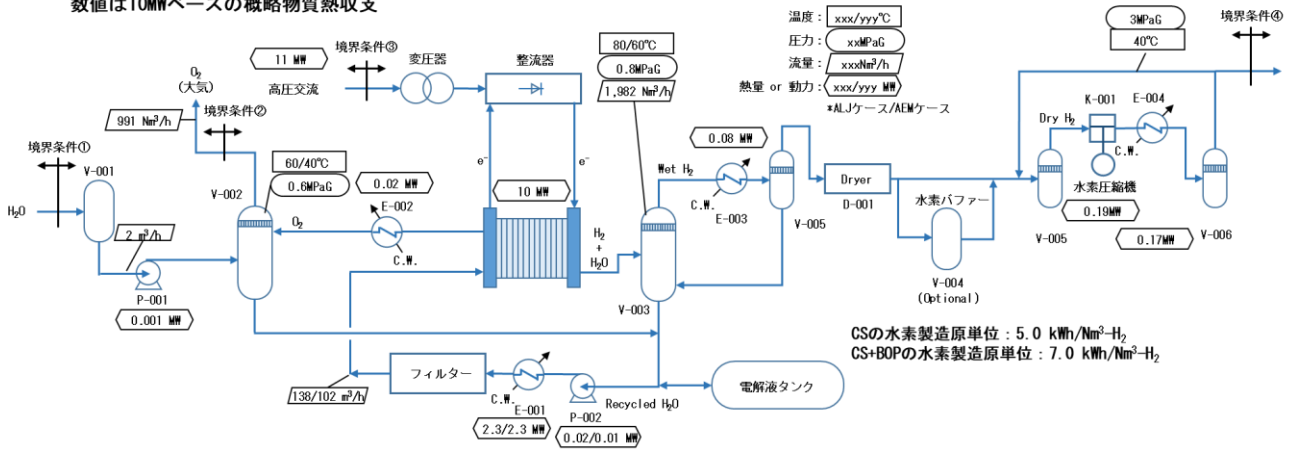 数値は10MWベースの概略物質熱収支
温度：
xxx/yyy℃
圧力：
xxMPaG
流量：
xxxNm³/h
熱量 or 動力：
xxx/yyy MW
*ALJケース/AEMケース
境界条件①
V-001
H₂O
2 m³/h
P-001
0.001 MW
O₂
(大気)
991 Nm³/h
境界条件②
V-002
60/40℃
0.6MPaG
11 MW
境界条件③
高圧交流
変圧器
整流器
e⁻
e⁻
10 MW
0.02 MW
E-002
O₂
C.W.
H₂
+
H₂O
80/60℃
0.8MPaG
1,982 Nm³/h
V-003
Wet H₂
0.08 MW
C.W.
E-003
V-005
Dryer
D-001
水素バファー
V-004
(Optional)
3MPaG
40℃
境界条件④
Dry H₂
K-001
E-004
C.W.
水素圧縮機
0.19MW
V-005
0.17MW
V-006
CSの水素製造原単位：5.0 kWh/Nm³-H₂
CS+BOPの水素製造原単位：7.0 kWh/Nm³-H₂
138/102 m³/h
フィルター
C.W.
E-001
2.3/2.3 MW
P-002
0.02/0.01 MW
Recycled H₂O
電解液タンク